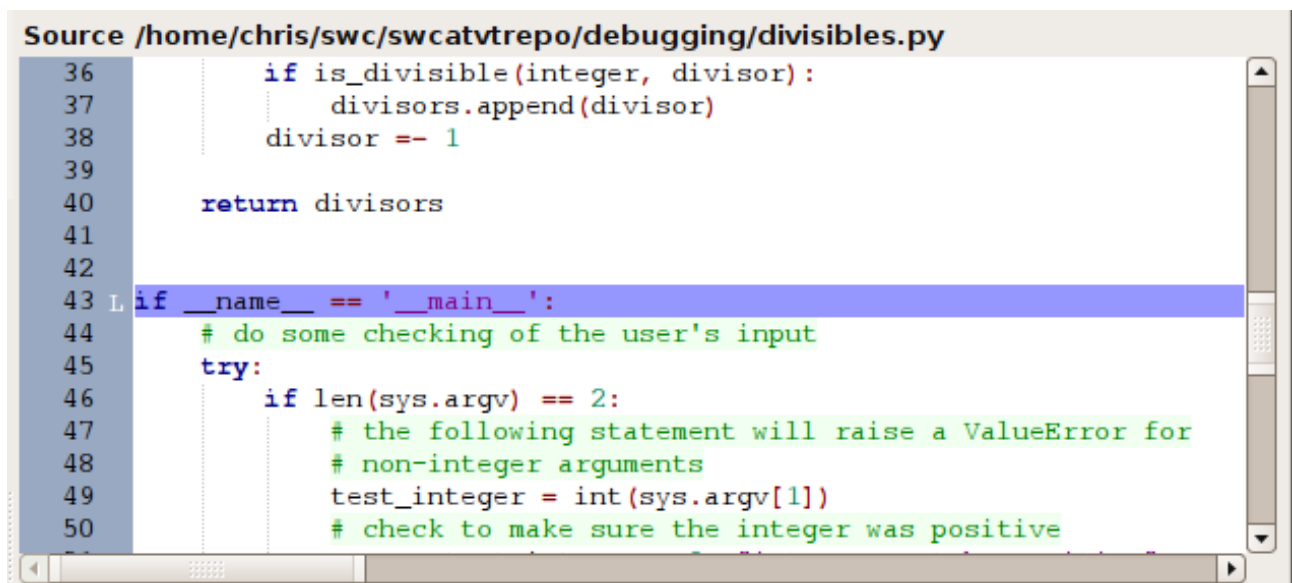 Source /home/chris/swc/swcatvtrepo/debugging/divisibles.py
36 if is_divisible(integer, divisor):
37 divisors.append(divisor)
38 divisor =- 1
39
40 return divisors
41
42
43 L if __name__ == '__main__':
44 # do some checking of the user's input
45 try:
46 if len(sys.argv) == 2:
47 # the following statement will raise a ValueError for
48 # non-integer arguments
49 test_integer = int(sys.argv[1])
50 # check to make sure the integer was positive